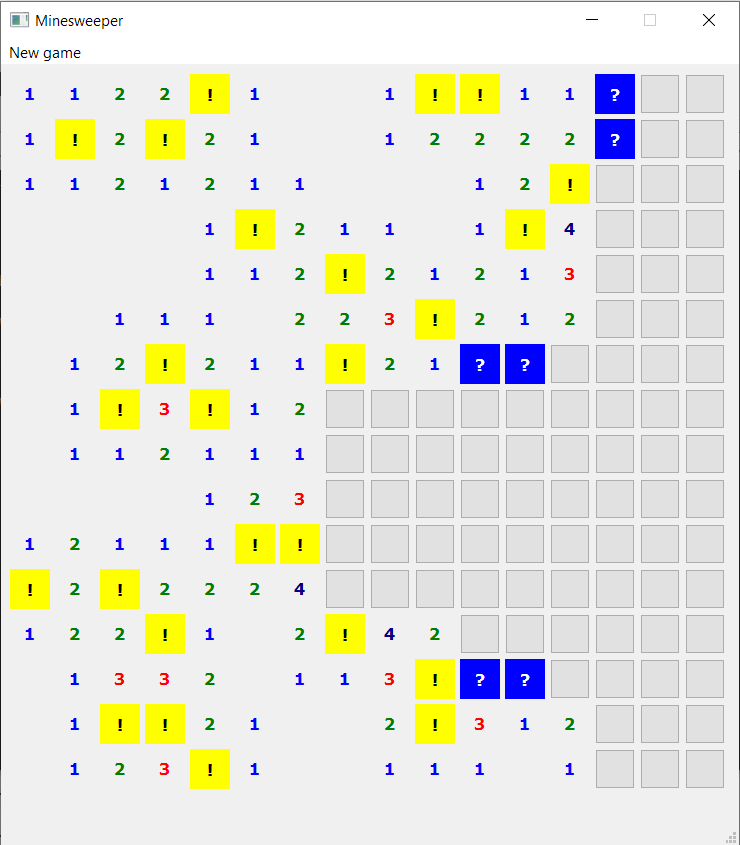 Minesweeper
New game
1 1 2 2 ! 1 1 ! ! 1 1 ?
1 ! 2 ! 2 1 1 2 2 2 2 ?
1 1 2 1 2 1 1 1 2 !
1 ! 2 1 1 1 ! 4
1 1 2 ! 2 1 2 1 3
1 1 1 2 2 3 ! 2 1 2
1 2 ! 2 1 1 ! 2 1 ? ?
1 ! 3 ! 1 2
1 1 2 1 1 1
1 2 3
1 2 1 1 1 ! !
! 2 ! 2 2 2 4
1 2 2 ! 1 2 ! 4 2
1 3 3 2 1 1 3 ! ? ?
1 ! ! 2 1 2 ! 3 1 2
1 2 3 ! 1 1 1 1 1